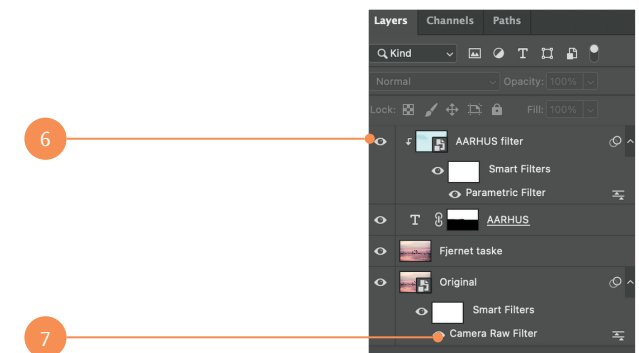 Layers Channels Paths
Kind T
Normal Opacity: 100%
Lock: Fill: 100%
6
AARHUS filter
Smart Filters
Parametric Filter
T AARHUS
Fjernet taske
Original
Smart Filters
7
Camera Raw Filter